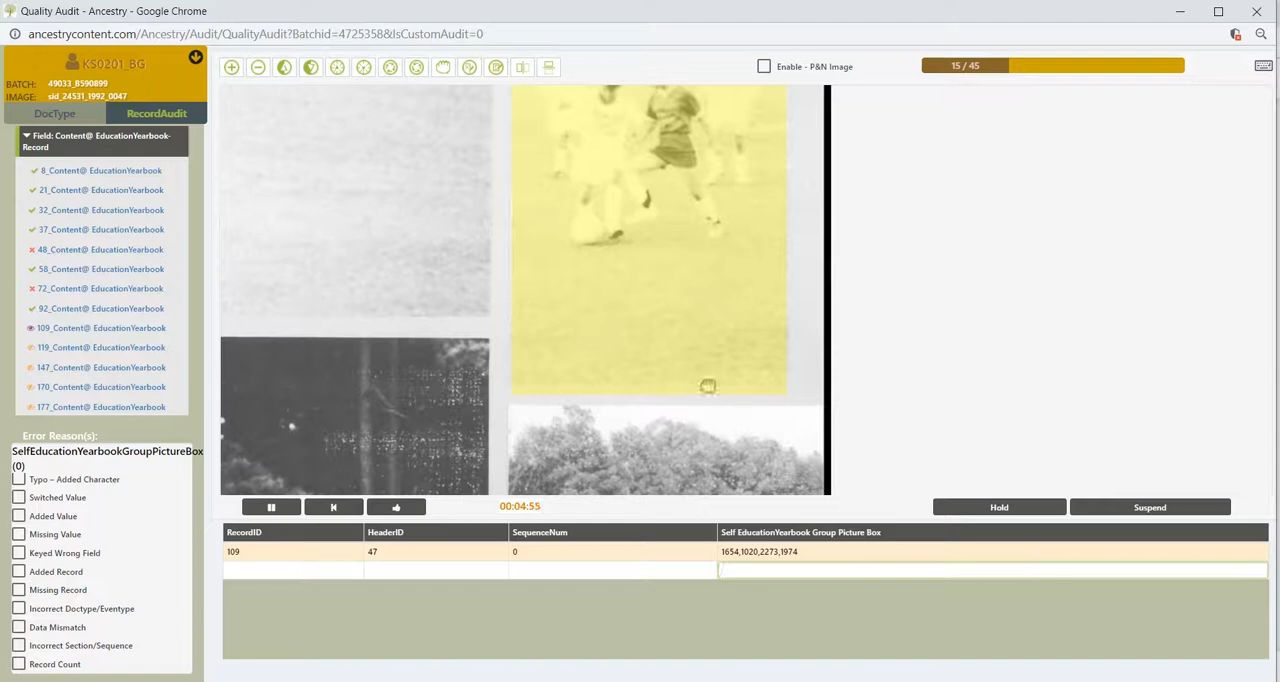 Quality Audit - Ancestry - Google Chrome
ancestrycontent.com/Ancestry/Audit/QualityAudit?Batchid=4725358&IsCustomAudit=0
KS0201_BG
BATCH: 49033_B590899
IMAGE: sid_24531_1992_0047
DocType RecordAudit
Enable - P&N Image
15 / 45
Field: Content@ EducationYearbook-
Record
8_Content@ EducationYearbook
21_Content@ EducationYearbook
32_Content@ EducationYearbook
37_Content@ EducationYearbook
48_Content@ EducationYearbook
58_Content@ EducationYearbook
72_Content@ EducationYearbook
92_Content@ EducationYearbook
109_Content@ EducationYearbook
119_Content@ EducationYearbook
147_Content@ EducationYearbook
170_Content@ EducationYearbook
177_Content@ EducationYearbook
Error Reason(s):
SelfEducationYearbookGroupPictureBox
(0)
Typo – Added Character
Switched Value
Added Value
Missing Value
Keyed Wrong Field
Added Record
Missing Record
Incorrect Doctype/Eventype
Data Mismatch
Incorrect Section/Sequence
Record Count
00:04:55
Hold Suspend
RecordID HeaderID SequenceNum Self EducationYearbook Group Picture Box
109 47 0 1654,1020,2273,1974